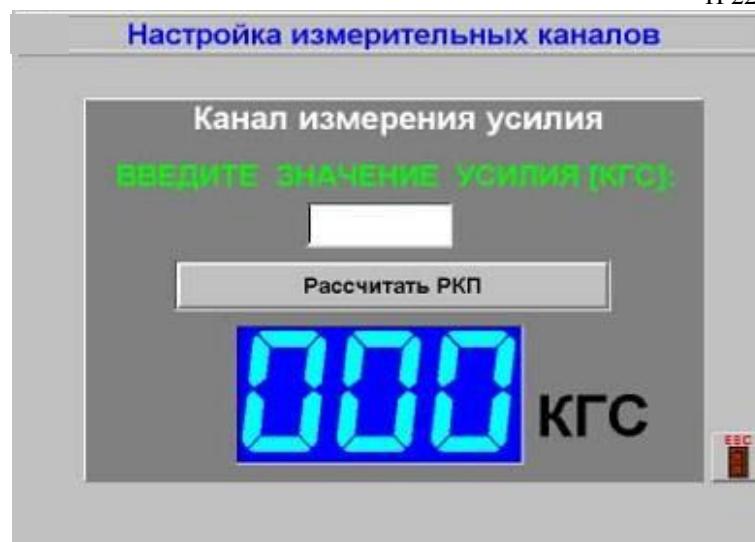 Настройка измерительных каналов
Канал измерения усилия
ВВЕДИТЕ ЗНАЧЕНИЕ УСИЛИЯ [КГС]:
Рассчитать РКП
000 КГС
ESC